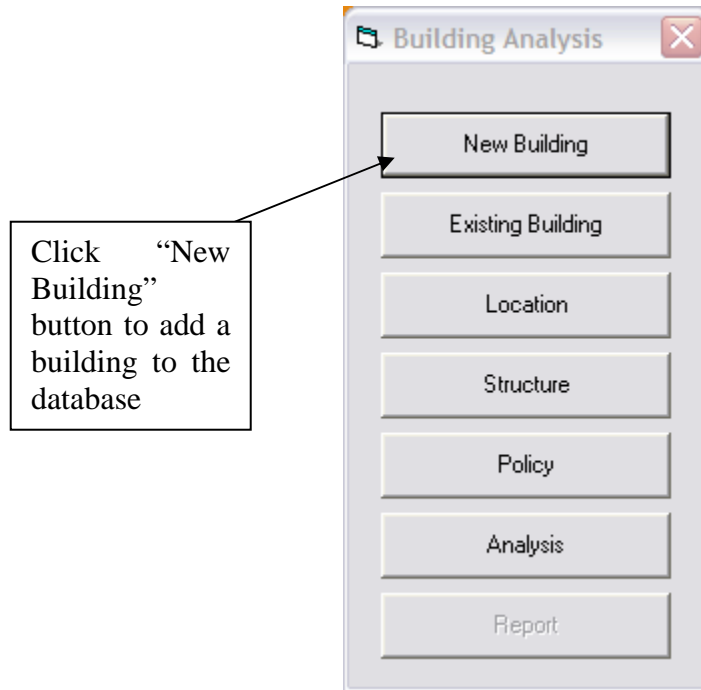 Building Analysis
New Building
Existing Building
Location
Structure
Policy
Analysis
Report
Click “New
Building”
button to add a
building to the
database